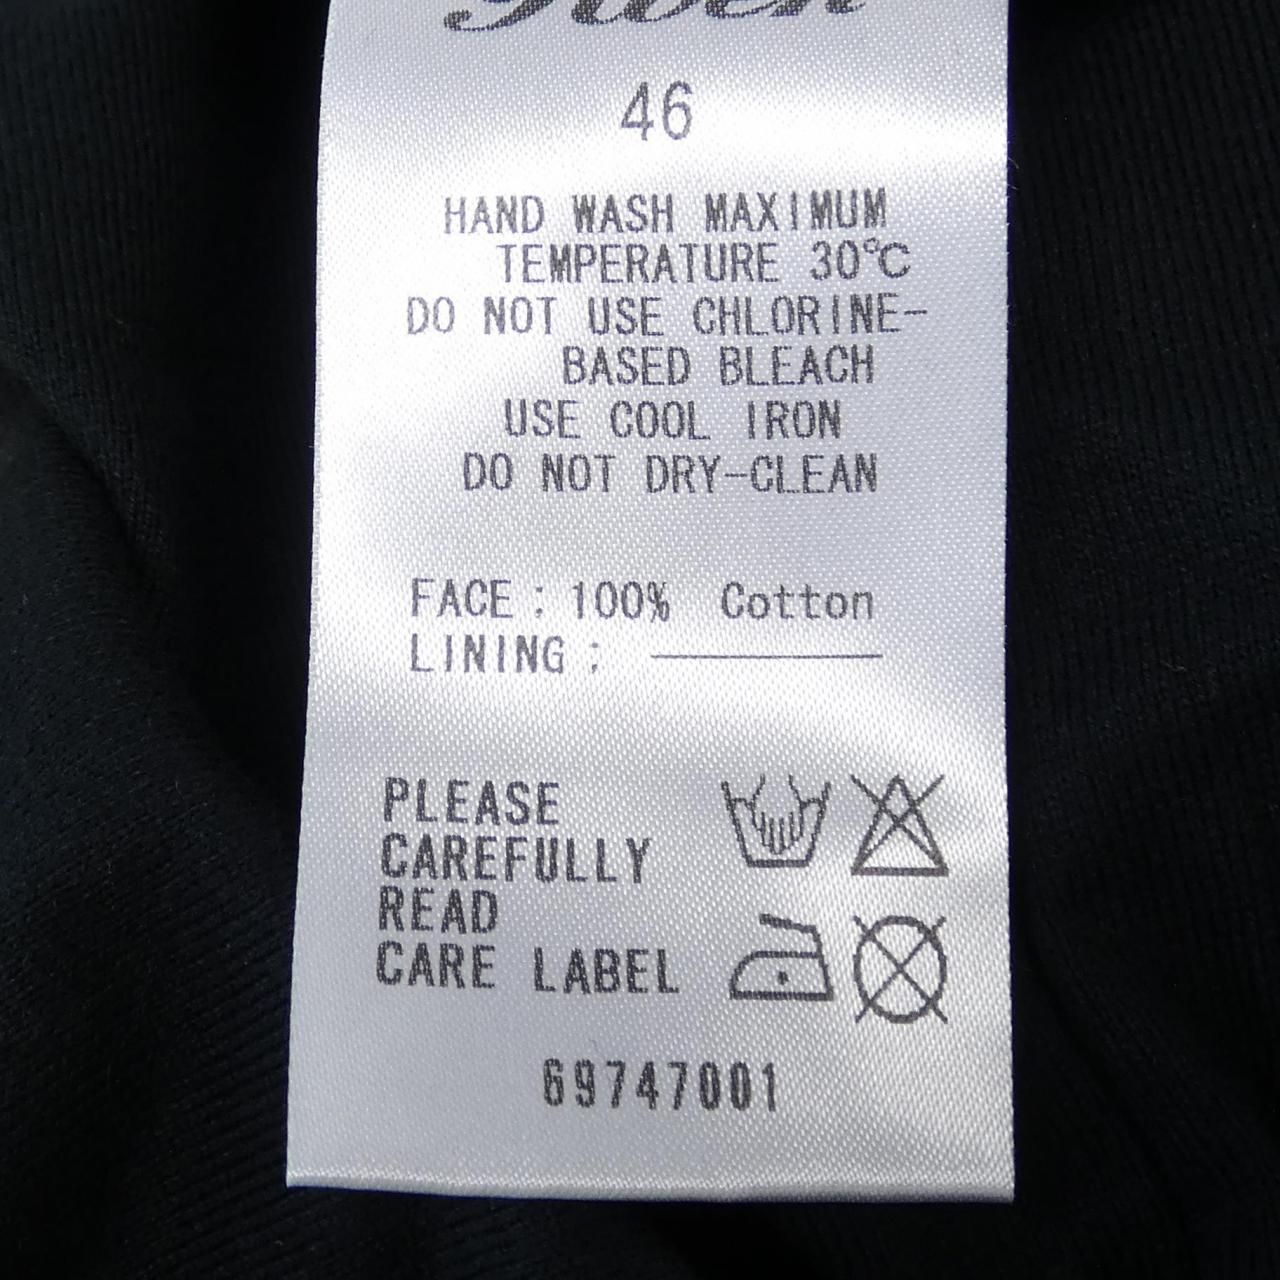 46
HAND WASH MAXIMUM
TEMPERATURE 30℃
DO NOT USE CHLORINE-
BASED BLEACH
USE COOL IRON
DO NOT DRY-CLEAN
FACE : 100% Cotton
LINING :
PLEASE
CAREFULLY
READ
CARE LABEL
69747001